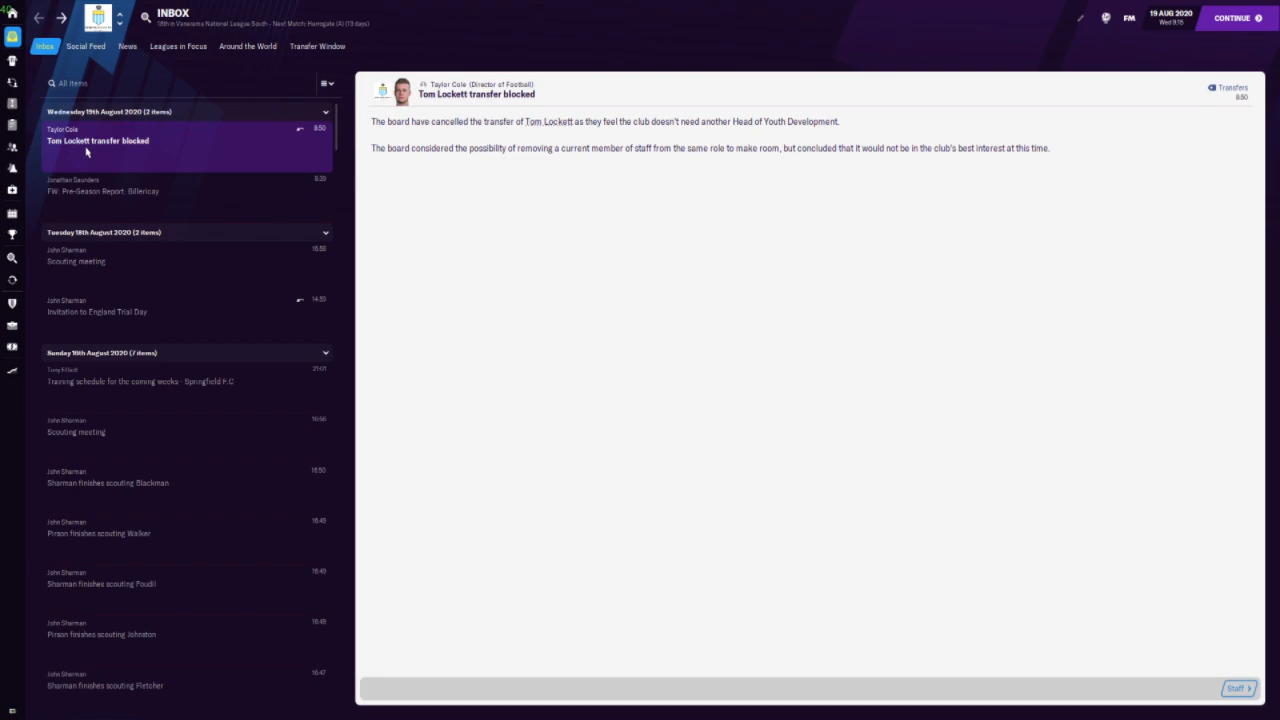 40
INBOX
18th in Vanarama National League South - Next Match: Harrogate (A) (13 days)
FM
19 AUG 2020
Wed 9:15
CONTINUE
Inbox
Social Feed
News
Leagues in Focus
Around the World
Transfer Window
All Items
Wednesday 19th August 2020 (2 items)
Taylor Cole
8:50
Tom Lockett transfer blocked
Jonathan Saunders
8:39
FW: Pre-Season Report: Billericay
Tuesday 18th August 2020 (2 items)
John Sharman
16:58
Scouting meeting
John Sharman
14:39
Invitation to England Trial Day
Sunday 16th August 2020 (7 items)
Tony Elliott
21:01
Training schedule for the coming weeks - Springfield F.C
John Sharman
16:56
Scouting meeting
John Sharman
16:50
Sharman finishes scouting Blackman
John Sharman
16:49
Pirson finishes scouting Walker
John Sharman
16:49
Sharman finishes scouting Foudil
John Sharman
16:48
Pirson finishes scouting Johnston
John Sharman
16:47
Sharman finishes scouting Fletcher
Taylor Cole (Director of Football)
Tom Lockett transfer blocked
Transfers
8:50
The board have cancelled the transfer of Tom Lockett as they feel the club doesn't need another Head of Youth Development.
The board considered the possibility of removing a current member of staff from the same role to make room, but concluded that it would not be in the club's best interest at this time.
Staff